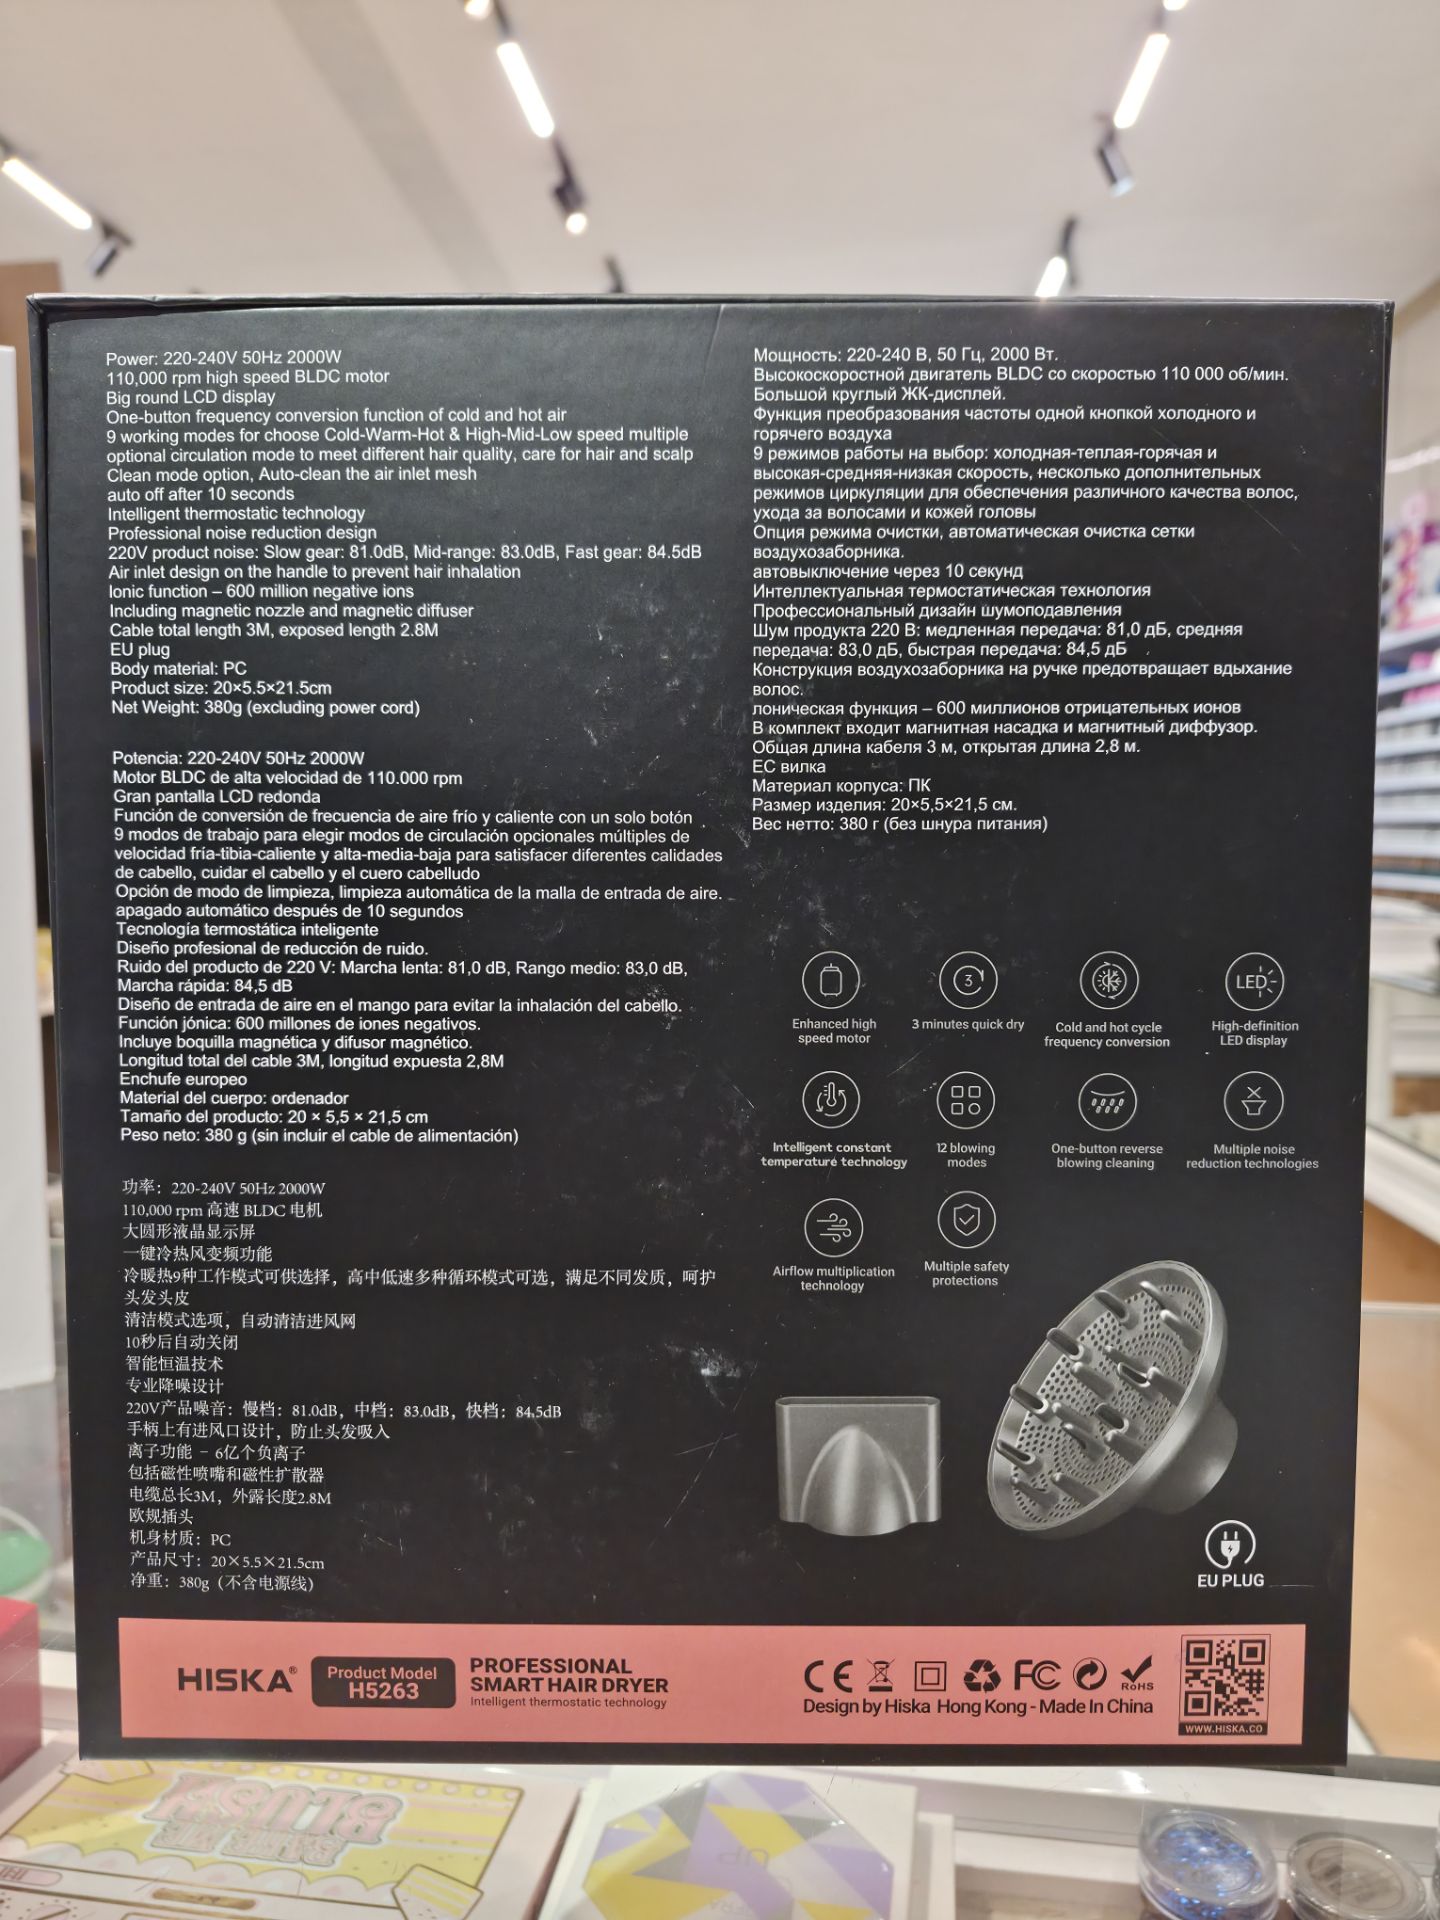 Power: 220-240V 50Hz 2000W
110,000 rpm high speed BLDC motor
Big round LCD display
One-button frequency conversion function of cold and hot air
9 working modes for choose Cold-Warm-Hot & High-Mid-Low speed multiple
optional circulation mode to meet different hair quality, care for hair and scalp
Clean mode option, Auto-clean the air inlet mesh
auto off after 10 seconds
Intelligent thermostatic technology
Professional noise reduction design
220V product noise: Slow gear: 81.0dB, Mid-range: 83.0dB, Fast gear: 84.5dB
Air inlet design on the handle to prevent hair inhalation
Ionic function – 600 million negative ions
Including magnetic nozzle and magnetic diffuser
Cable total length 3M, exposed length 2.8M
EU plug
Body material: PC
Product size: 20×5.5×21.5cm
Net Weight: 380g (excluding power cord)
Potencia: 220-240V 50Hz 2000W
Motor BLDC de alta velocidad de 110.000 rpm
Gran pantalla LCD redonda
Función de conversión de frecuencia de aire frío y caliente con un solo botón
9 modos de trabajo para elegir modos de circulación opcionales múltiples de
velocidad fría-tibia-caliente y alta-media-baja para satisfacer diferentes calidades
de cabello, cuidar el cabello y el cuero cabelludo
Opción de modo de limpieza, limpieza automática de la malla de entrada de aire.
apagado automático después de 10 segundos
Tecnología termostática inteligente
Diseño profesional de reducción de ruido.
Ruido del producto de 220 V: Marcha lenta: 81,0 dB, Rango medio: 83,0 dB,
Marcha rápida: 84,5 dB
Diseño de entrada de aire en el mango para evitar la inhalación del cabello.
Función jónica: 600 millones de iones negativos.
Incluye boquilla magnética y difusor magnético.
Longitud total del cable 3M, longitud expuesta 2,8M
Enchufe europeo
Material del cuerpo: ordenador
Tamaño del producto: 20 × 5,5 × 21,5 cm
Peso neto: 380 g (sin incluir el cable de alimentación)
功率：220-240V 50Hz 2000W
110,000 rpm 高速 BLDC 电机
大圆形液晶显示屏
一键冷热风变频功能
冷暖热9种工作模式可供选择，高中低速多种循环模式可选，满足不同发质，呵护
头发头皮
清洁模式选项，自动清洁进风网
10秒后自动关闭
智能恒温技术
专业降噪设计
220V产品噪音：慢档：81.0dB，中档：83.0dB，快档：84.5dB
手柄上有进风口设计，防止头发吸入
离子功能 – 6亿个负离子
包括磁性喷嘴和磁性扩散器
电缆总长3M，外露长度2.8M
欧规插头
机身材质：PC
产品尺寸：20×5.5×21.5cm
净重：380g（不含电源线）
Мощность: 220-240 В, 50 Гц, 2000 Вт.
Высокоскоростной двигатель BLDC со скоростью 110 000 об/мин.
Большой круглый ЖК-дисплей.
Функция преобразования частоты одной кнопкой холодного и
горячего воздуха
9 режимов работы на выбор: холодная-теплая-горячая и
высокая-средняя-низкая скорость, несколько дополнительных
режимов циркуляции для обеспечения различного качества волос,
ухода за волосами и кожей головы
Опция режима очистки, автоматическая очистка сетки
воздухозаборника.
автовыключение через 10 секунд
Интеллектуальная термостатическая технология
Профессиональный дизайн шумоподавления
Шум продукта 220 В: медленная передача: 81,0 дБ, средняя
передача: 83,0 дБ, быстрая передача: 84,5 дБ
Конструкция воздухозаборника на ручке предотвращает вдыхание
волос.
лоническая функция – 600 миллионов отрицательных ионов
В комплект входит магнитная насадка и магнитный диффузор.
Общая длина кабеля 3 м, открытая длина 2,8 м.
ЕС вилка
Материал корпуса: ПК
Размер изделия: 20×5,5×21,5 см.
Вес нетто: 380 г (без шнура питания)
3
LED
Enhanced high
speed motor
3 minutes quick dry
Cold and hot cycle
frequency conversion
High-definition
LED display
Intelligent constant
temperature technology
12 blowing
modes
One-button reverse
blowing cleaning
Multiple noise
reduction technologies
Airflow multiplication
technology
Multiple safety
protections
EU PLUG
HISKA®
Product Model
H5263
PROFESSIONAL
SMART HAIR DRYER
Intelligent thermostatic technology
CE FC RoHS
Design by Hiska Hong Kong - Made In China
WWW.HISKA.CO
BLUSH